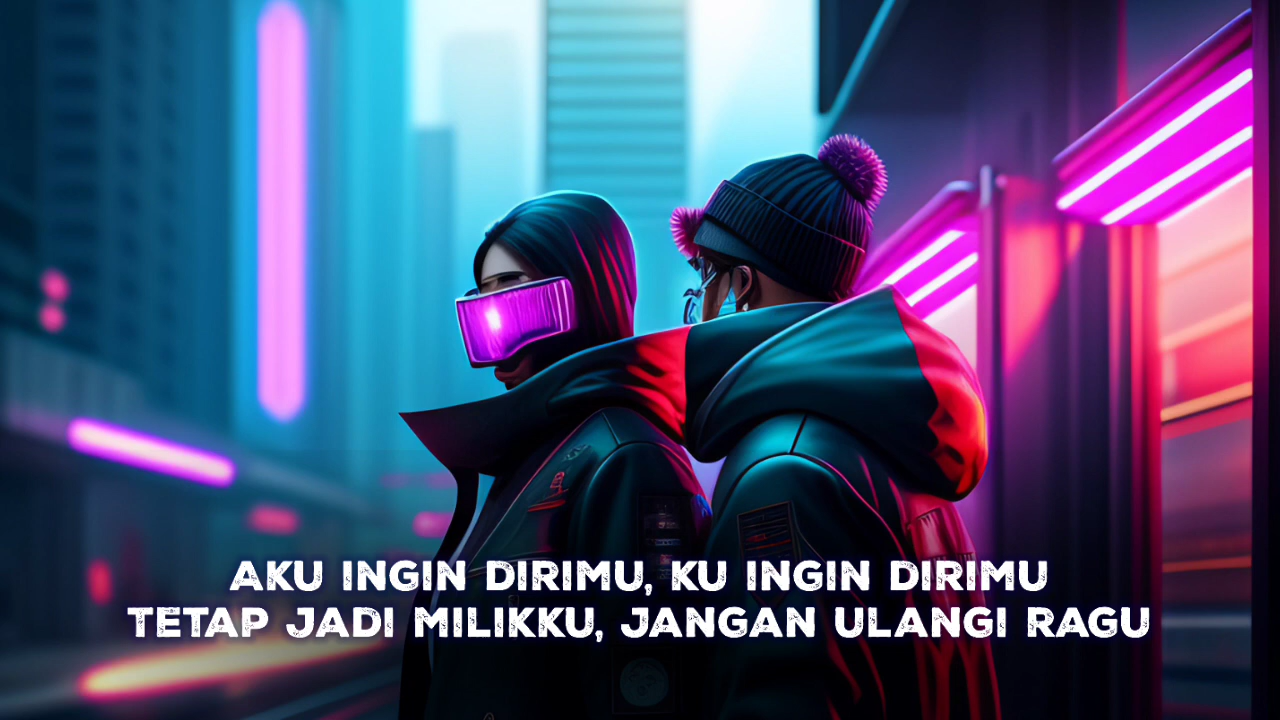 AKU INGIN DIRIMU, KU INGIN DIRIMU
TETAP JADI MILIKKU, JANGAN ULANGI RAGU